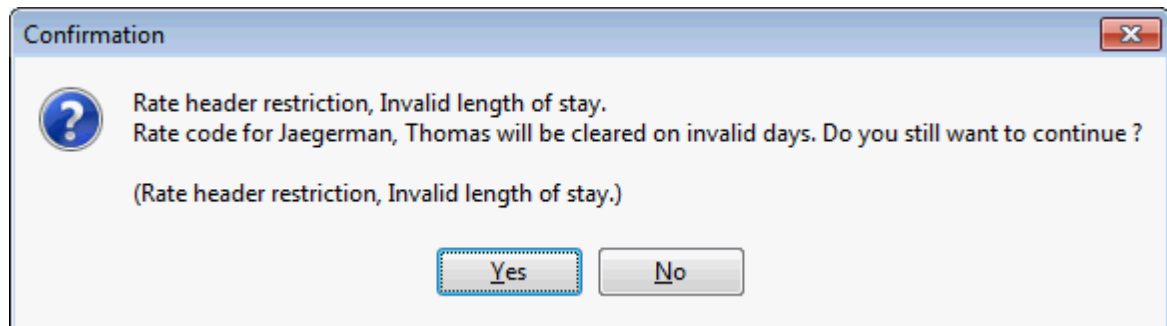 Confirmation
Rate header restriction, Invalid length of stay.
Rate code for Jaegerman, Thomas will be cleared on invalid days. Do you still want to continue ?
(Rate header restriction, Invalid length of stay.)
Yes
No